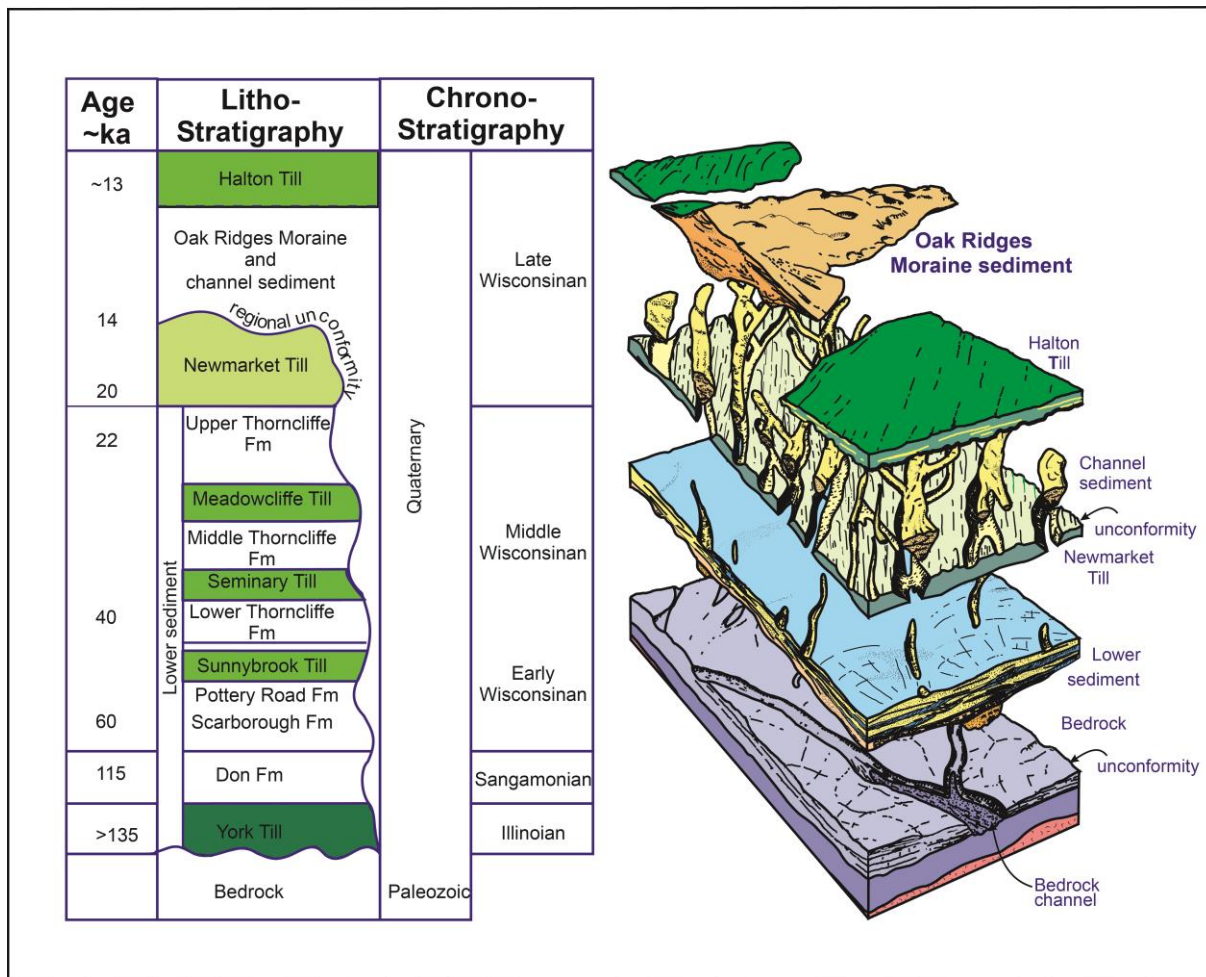 Age
~ka
Litho-
Stratigraphy
Chrono-
Stratigraphy
~13
Halton Till
Oak Ridges Moraine
and
channel sediment
Late
Wisconsinan
14
regional unconformity
Newmarket Till
20
22
Upper Thorncliffe
Fm
Meadowcliffe Till
Middle Thorncliffe
Fm
Middle
Wisconsinan
Seminary Till
40
Lower Thorncliffe
Fm
Sunnybrook Till
Early
Wisconsinan
Pottery Road Fm
60
Scarborough Fm
115
Don Fm
Sangamonian
>135
York Till
Illinoian
Bedrock
Paleozoic
Lower sediment
Quaternary
Oak Ridges
Moraine sediment
Halton
Till
Channel
sediment
unconformity
Newmarket
Till
Lower
sediment
Bedrock
unconformity
Bedrock
channel